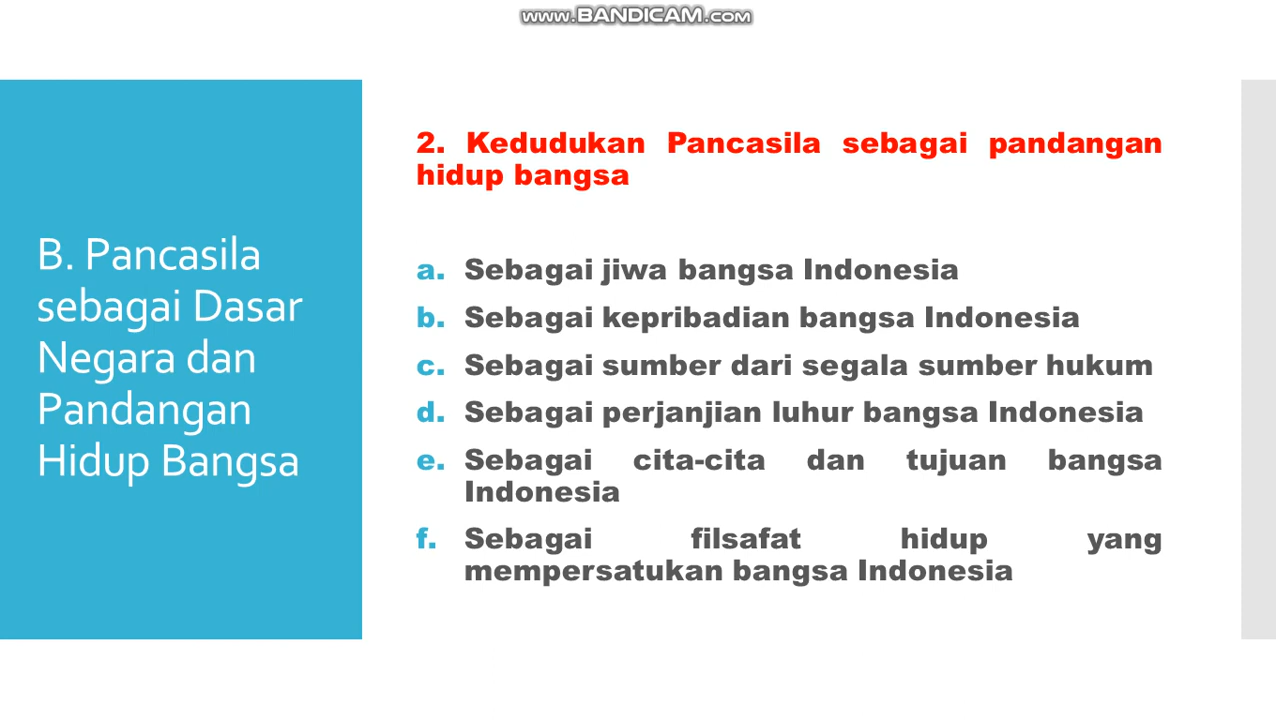 www.BANDICAM.com
B. Pancasila
sebagai Dasar
Negara dan
Pandangan
Hidup Bangsa
2. Kedudukan Pancasila sebagai pandangan
hidup bangsa
a. Sebagai jiwa bangsa Indonesia
b. Sebagai kepribadian bangsa Indonesia
c. Sebagai sumber dari segala sumber hukum
d. Sebagai perjanjian luhur bangsa Indonesia
e. Sebagai cita-cita dan tujuan bangsa
Indonesia
f. Sebagai filsafat hidup yang
mempersatukan bangsa Indonesia